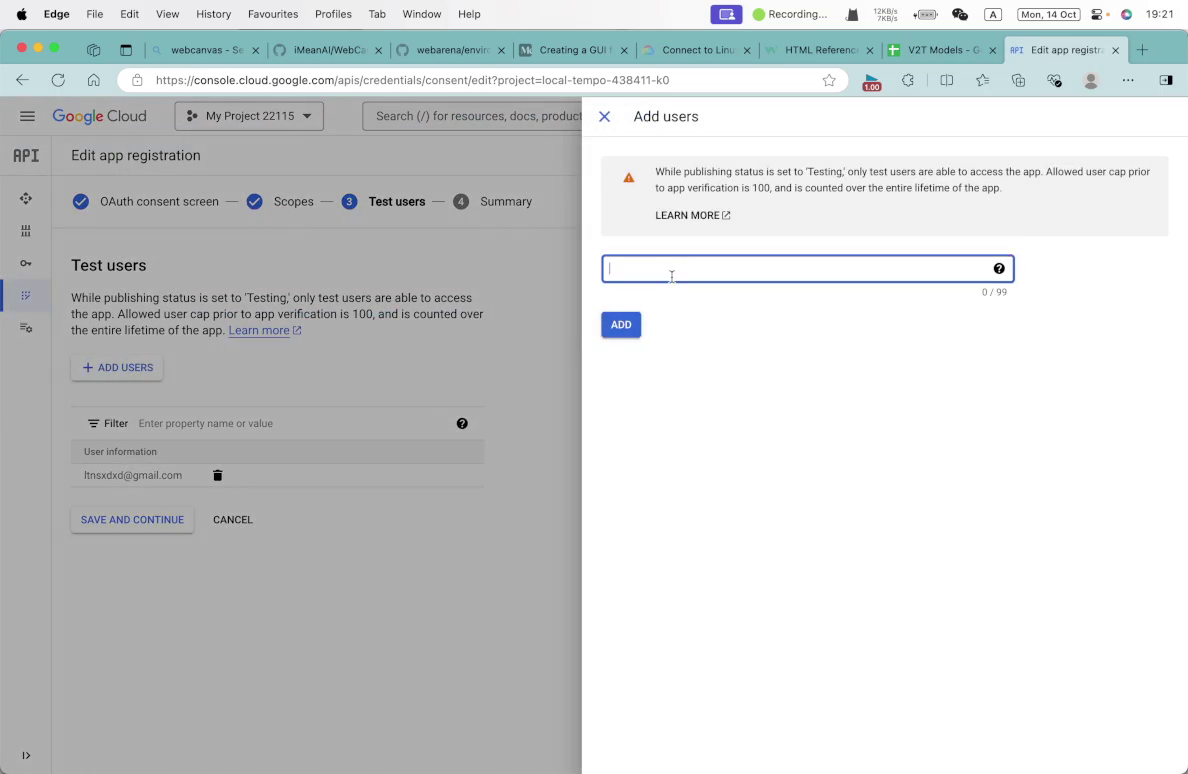 Edge File Edit View History Favourites Profiles Tab Window Help Recording... 12KB/s 7KB/s A Mon, 14 Oct 19:21
webcanvas - Se iMeanAI/WebCa webarena/enviro Creating a GUI f Connect to Linu HTML Reference V2T Models - G API Edit app registra
https://console.cloud.google.com/apis/credentials/consent/edit?project=local-tempo-438411-k0 1.00
Google Cloud My Project 22115 Search (/) for resources, docs, product
API Edit app registration
OAuth consent screen — Scopes — 3 Test users — 4 Summary
Test users
While publishing status is set to 'Testing,' only test users are able to access
the app. Allowed user cap prior to app verification is 100, and is counted over
the entire lifetime of the app. Learn more
+ ADD USERS
Filter Enter property name or value
User information
ltnsxdxd@gmail.com
SAVE AND CONTINUE CANCEL
Add users
While publishing status is set to 'Testing,' only test users are able to access the app. Allowed user cap prior
to app verification is 100, and is counted over the entire lifetime of the app.
LEARN MORE
0 / 99
ADD